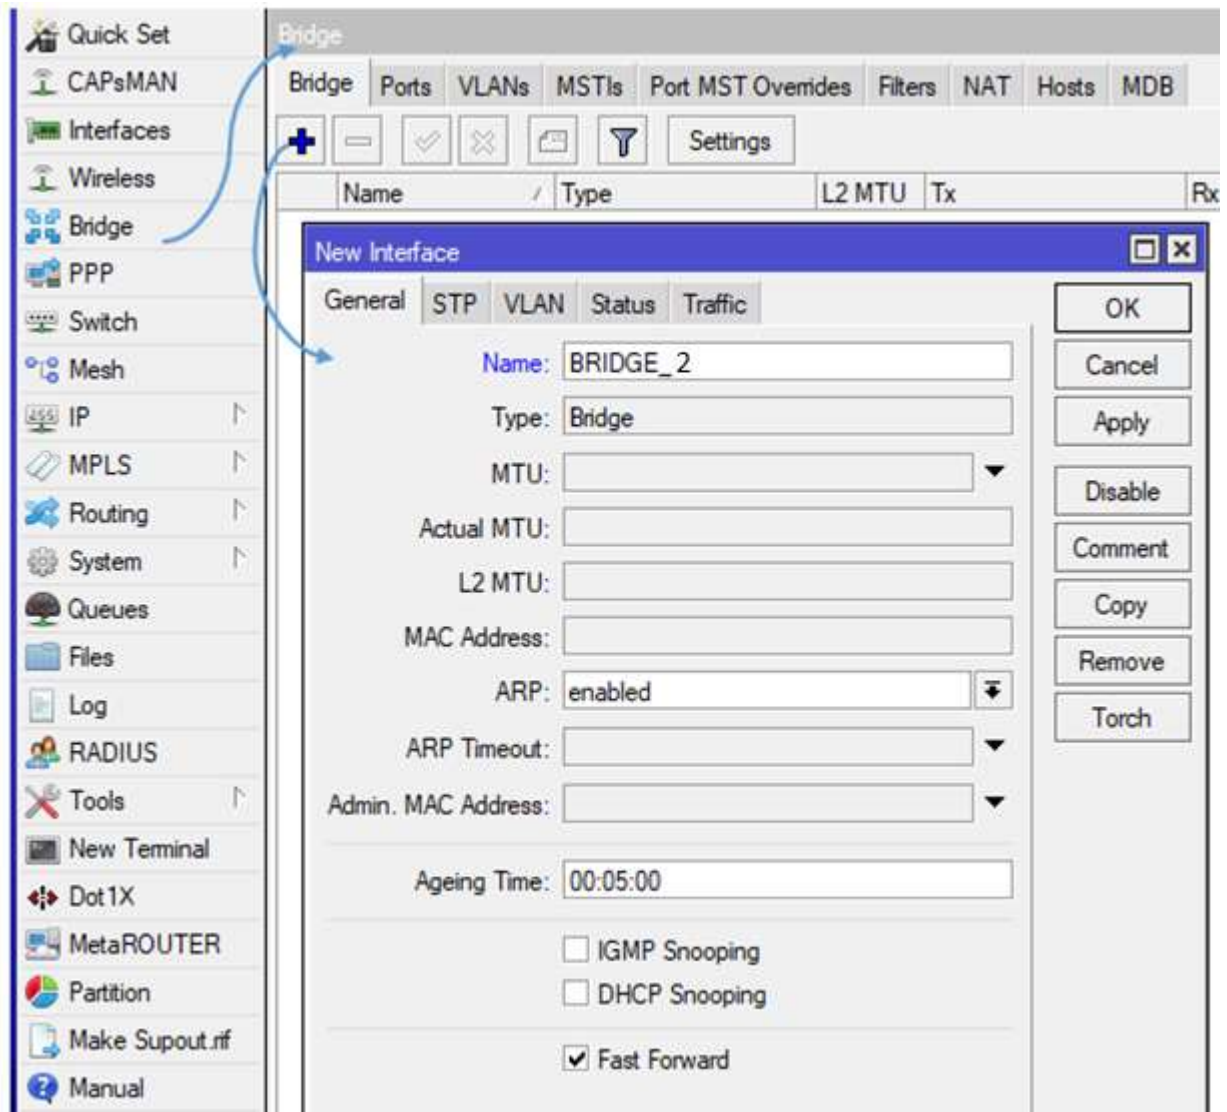 Quick Set
CAPsMAN
Interfaces
Wireless
Bridge
PPP
Switch
Mesh
IP
MPLS
Routing
System
Queues
Files
Log
RADIUS
Tools
New Terminal
Dot1X
MetaROUTER
Partition
Make Supout.rif
Manual
Bridge
Bridge Ports VLANs MSTIs Port MST Overrides Filters NAT Hosts MDB
Settings
Name Type L2 MTU Tx Rx
New Interface
General STP VLAN Status Traffic
Name: BRIDGE_ 2
Type: Bridge
MTU:
Actual MTU:
L2 MTU:
MAC Address:
ARP: enabled
ARP Timeout:
Admin. MAC Address:
Ageing Time: 00:05:00
IGMP Snooping
DHCP Snooping
Fast Forward
OK
Cancel
Apply
Disable
Comment
Copy
Remove
Torch